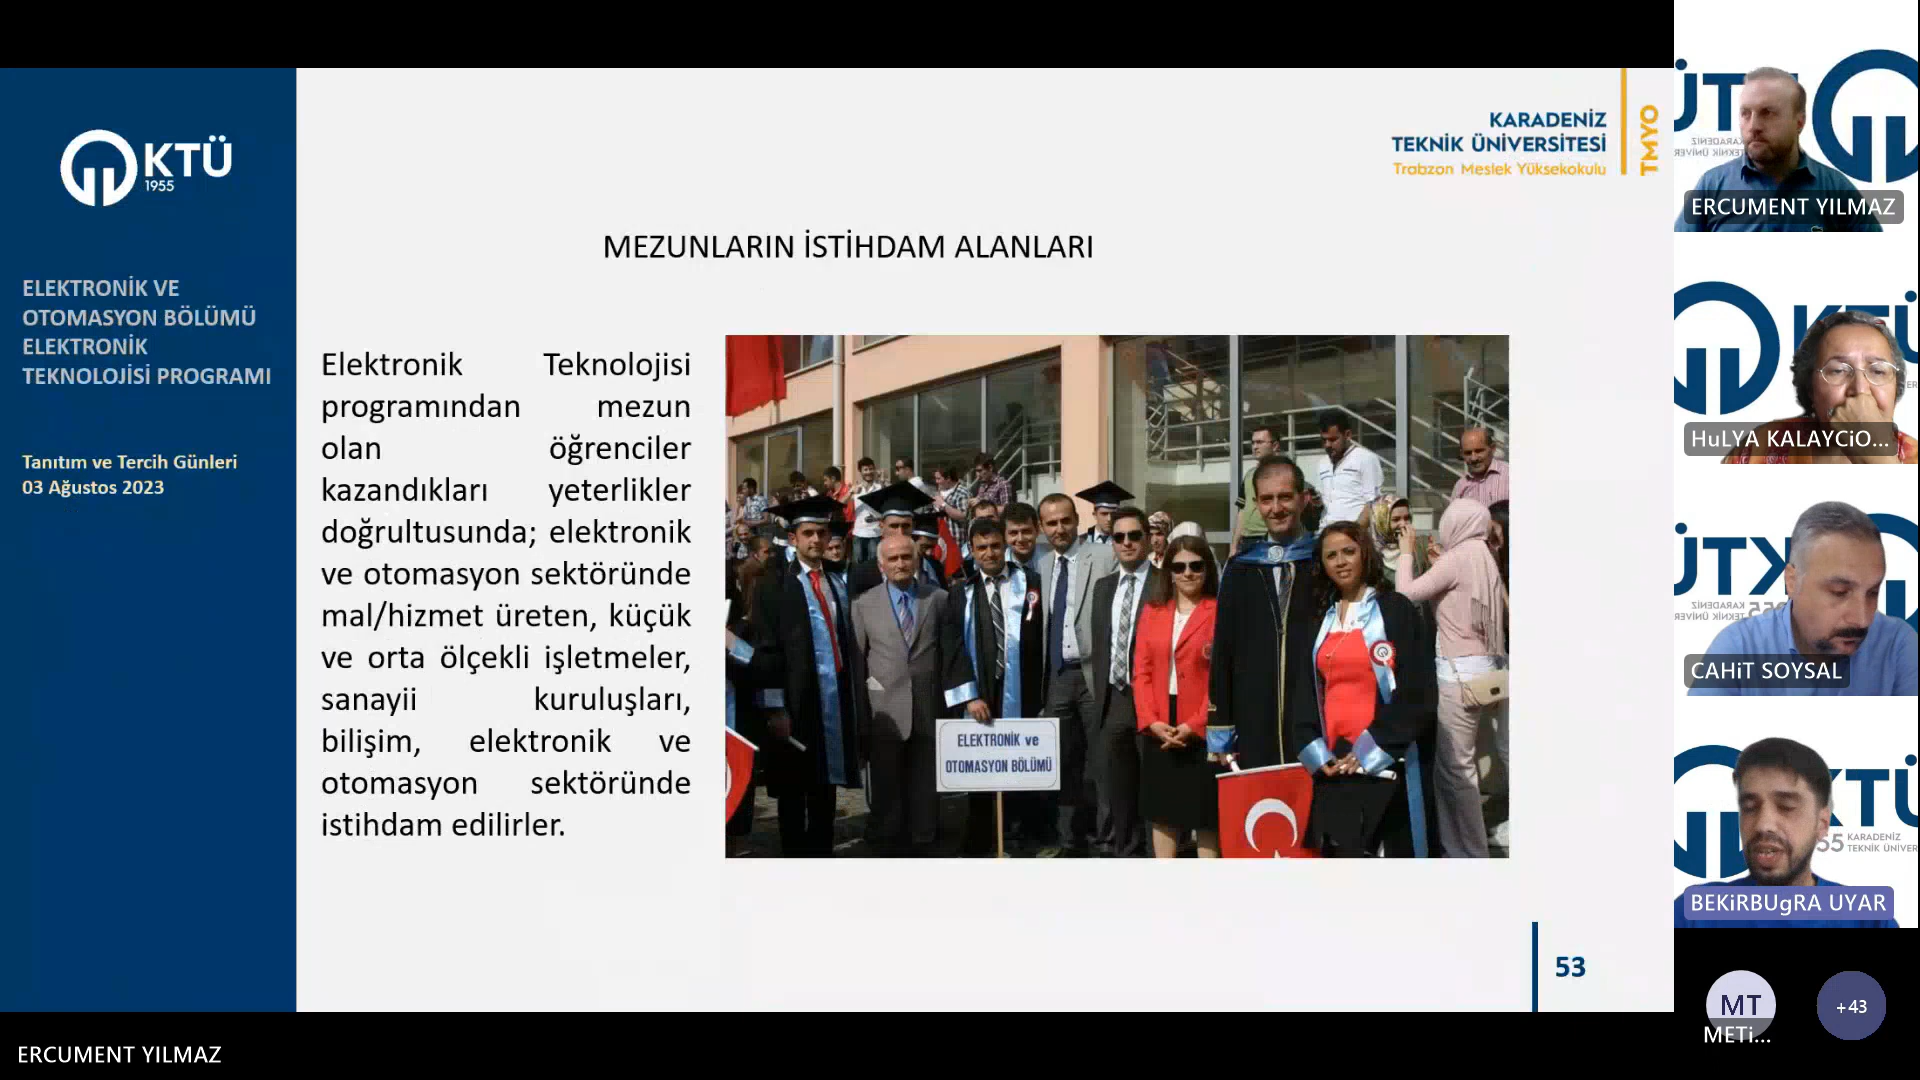 KTÜ
1955
ELEKTRONİK VE
OTOMASYON BÖLÜMÜ
ELEKTRONİK
TEKNOLOJİSİ PROGRAMI
Tanıtım ve Tercih Günleri
03 Ağustos 2023
KARADENİZ
TEKNİK ÜNİVERSİTESİ
Trabzon Meslek Yüksekokulu
TMYO
MEZUNLARIN İSTİHDAM ALANLARI
Elektronik Teknolojisi
programından mezun
olan öğrenciler
kazandıkları yeterlikler
doğrultusunda; elektronik
ve otomasyon sektöründe
mal/hizmet üreten, küçük
ve orta ölçekli işletmeler,
sanayii kuruluşları,
bilişim, elektronik ve
otomasyon sektöründe
istihdam edilirler.
ELEKTRONİK ve
OTOMASYON BÖLÜMÜ
53
ERCUMENT YILMAZ
HuLYA KALAYCiO...
CAHiT SOYSAL
KARADENİZ
BEKiRBUgRA UYAR
MT
METi...
+43
ERCUMENT YILMAZ